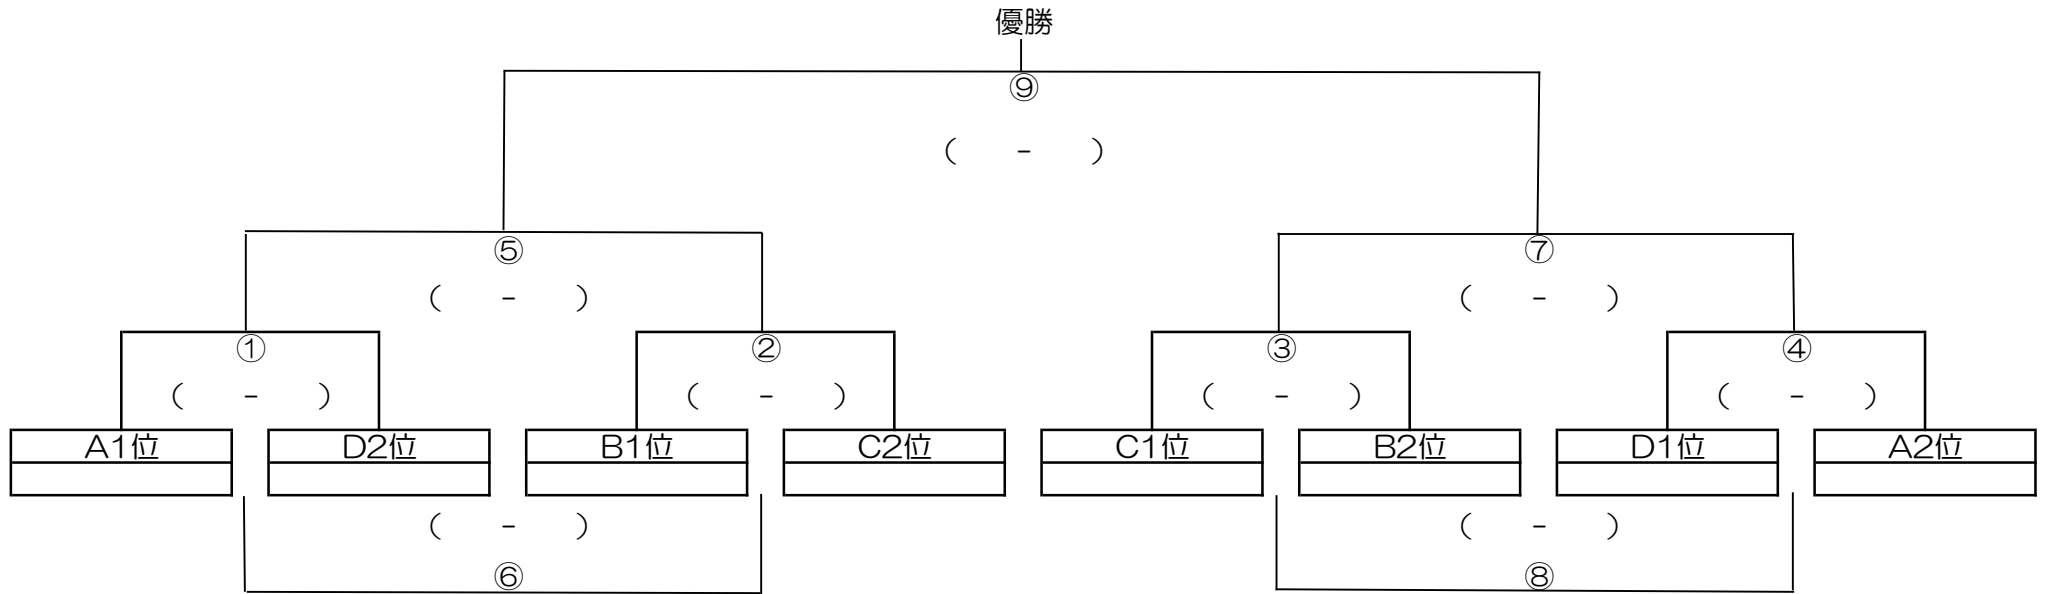 優勝
⑨
( - )
⑤ ⑦
( - ) ( - )
① ② ③ ④
( - ) ( - ) ( - ) ( - )
A1位 D2位 B1位 C2位 C1位 B2位 D1位 A2位
( - ) ( - )
⑥ ⑧